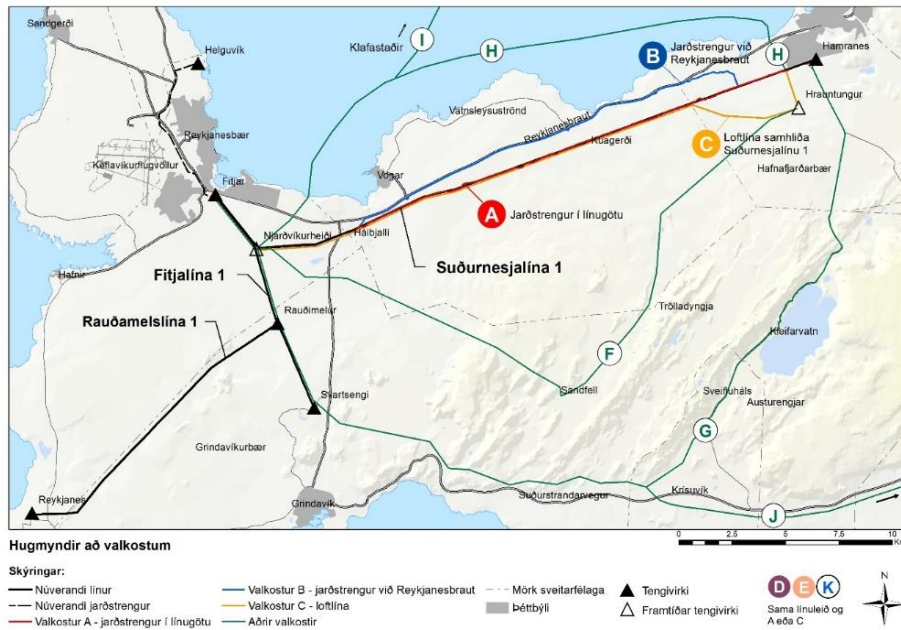 Sandgerði
Helguvík
Klafastaðir
I
H
B
Jarðstrengur við
Reykjanesbraut
H
Hamranes
Hrauntungur
Vatnsleysuströnd
Reykjanesbraut
Kúagerði
C
Loftlína samhliða
Suðurnesjalínu 1
Hafnafjarðarbær
Reykjanesbær
Keflavíkurflugvöllur
Fitjar
Vogar
A
Jarðstrengur í línugötu
Njarðvíkurheiði
Háibjalli
Suðurnesjalína 1
Hafnir
Fitjalína 1
Trölladyngja
Rauðimelur
Rauðamelslína 1
Kleifarvatn
F
Sandfell
Sveifluháls
Austurengjar
Svartsengi
G
Grindavíkurbær
Reykjanes
Grindavík
Suðurstrandarvegur
Krísuvík
J
0 2,5 5 7,5 10
Hugmyndir að valkostum
Skýringar:
Núverandi línur
Núverandi jarðstrengur
Valkostur A - jarðstrengur í línugötu
Valkostur B - jarðstrengur við Reykjanesbraut
Valkostur C - loftlína
Aðrir valkostir
Mörk sveitarfélaga
Þéttbýli
Tengivirki
Framtíðar tengivirki
D E K
Sama línuleið og
A eða C
N